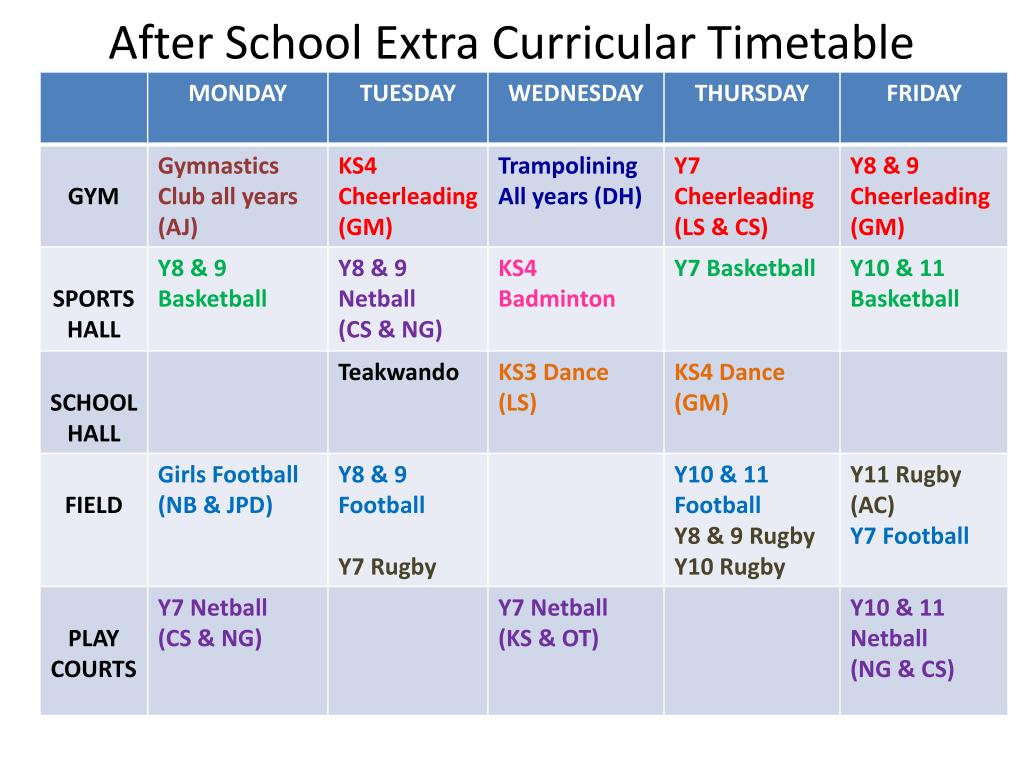 After School Extra Curricular Timetable
MONDAY
TUESDAY
WEDNESDAY
THURSDAY
FRIDAY
GYM
Gymnastics
Club all years
(AJ)
KS4
Cheerleading
(GM)
Trampolining
All years (DH)
Y7
Cheerleading
(LS & CS)
Y8 & 9
Cheerleading
(GM)
SPORTS
HALL
Y8 & 9
Basketball
Y8 & 9
Netball
(CS & NG)
KS4
Badminton
Y7 Basketball
Y10 & 11
Basketball
SCHOOL
HALL
Teakwando
KS3 Dance
(LS)
KS4 Dance
(GM)
FIELD
Girls Football
(NB & JPD)
Y8 & 9
Football
Y7 Rugby
Y10 & 11
Football
Y8 & 9 Rugby
Y10 Rugby
Y11 Rugby
(AC)
Y7 Football
PLAY
COURTS
Y7 Netball
(CS & NG)
Y7 Netball
(KS & OT)
Y10 & 11
Netball
(NG & CS)